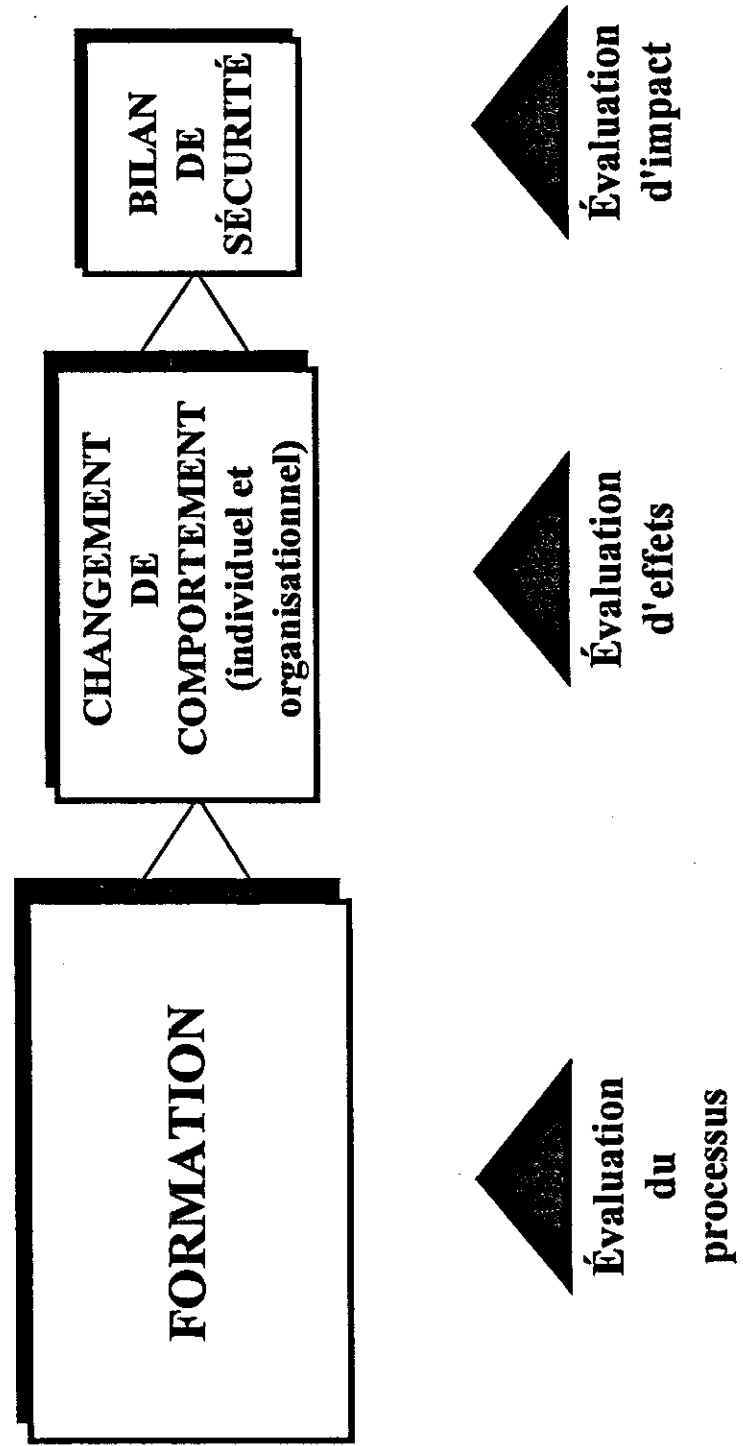 FORMATION
CHANGEMENT
DE
COMPORTEMENT
(individuel et
organisationnel)
BILAN
DE
SÉCURITÉ
Évaluation
du
processus
Évaluation
d'effets
Évaluation
d'impact